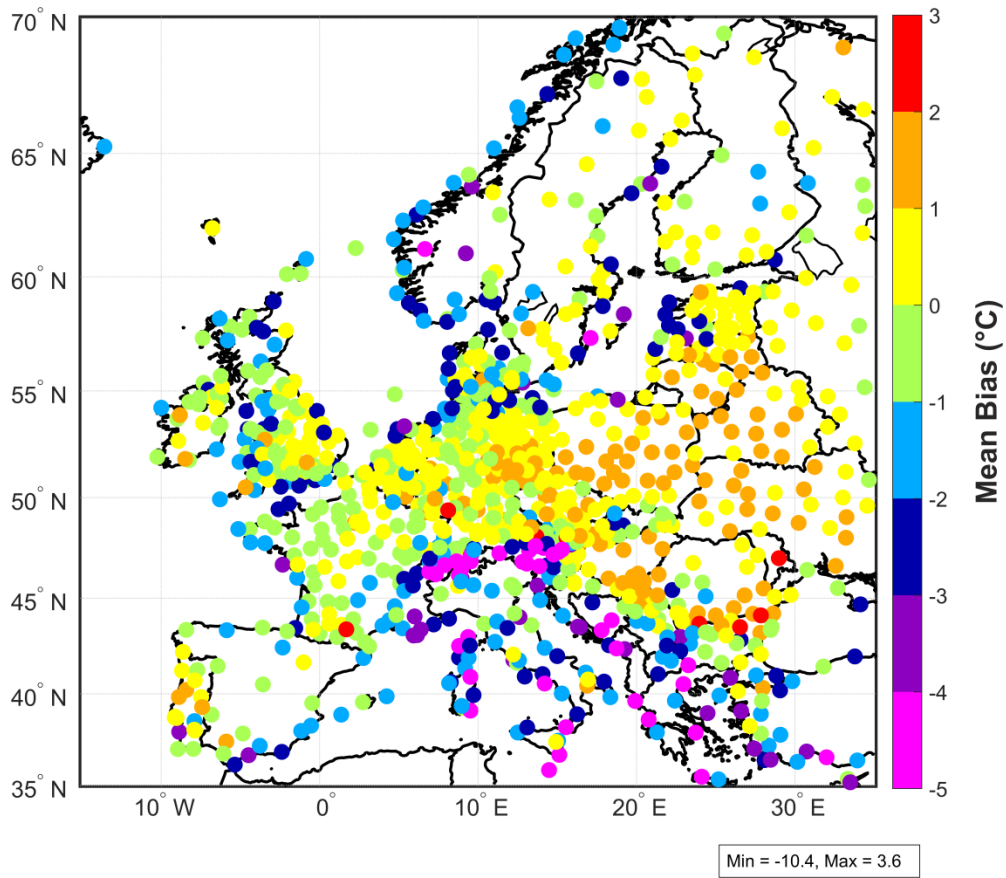 70° N
65° N
60° N
55° N
50° N
45° N
40° N
35° N
10° W
0°
10° E
20° E
30° E
3
2
1
0
-1
-2
-3
-4
-5
Mean Bias (°C)
Min = -10.4, Max = 3.6